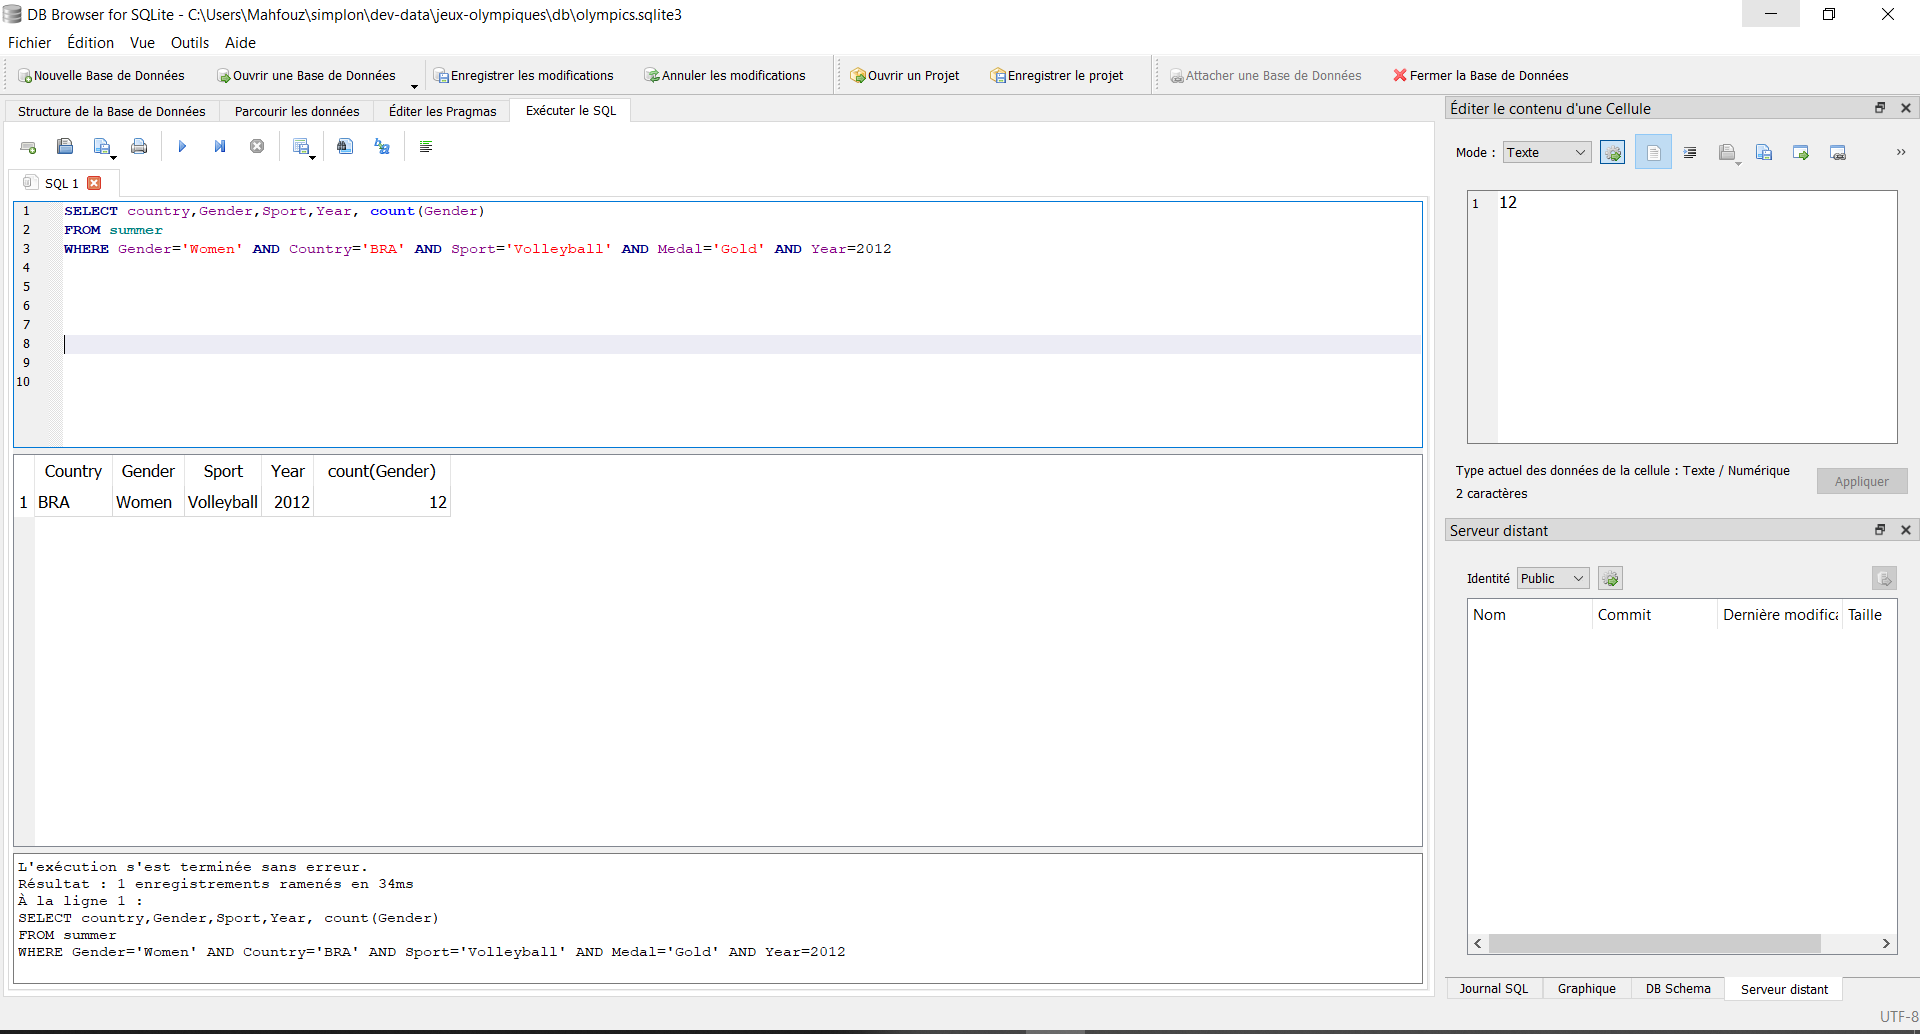 DB Browser for SQLite - C:\Users\Mahfouz\simplon\dev-data\jeux-olympiques\db\olympics.sqlite3
Fichier Édition Vue Outils Aide
Nouvelle Base de Données Ouvrir une Base de Données Enregistrer les modifications Annuler les modifications Ouvrir un Projet Enregistrer le projet Attacher une Base de Données Fermer la Base de Données
Structure de la Base de Données Parcourir les données Éditer les Pragmas Exécuter le SQL
SQL 1
1 SELECT country,Gender,Sport,Year, count(Gender)
2 FROM summer
3 WHERE Gender='Women' AND Country='BRA' AND Sport='Volleyball' AND Medal='Gold' AND Year=2012
4
5
6
7
8
9
10
Country Gender Sport Year count(Gender)
1 BRA Women Volleyball 2012 12
L'exécution s'est terminée sans erreur.
Résultat : 1 enregistrements ramenés en 34ms
À la ligne 1 :
SELECT country,Gender,Sport,Year, count(Gender)
FROM summer
WHERE Gender='Women' AND Country='BRA' AND Sport='Volleyball' AND Medal='Gold' AND Year=2012
Éditer le contenu d'une Cellule
Mode : Texte
1 12
Type actuel des données de la cellule : Texte / Numérique
2 caractères
Appliquer
Serveur distant
Identité Public
Nom Commit Dernière modific Taille
Journal SQL Graphique DB Schema Serveur distant
UTF-8